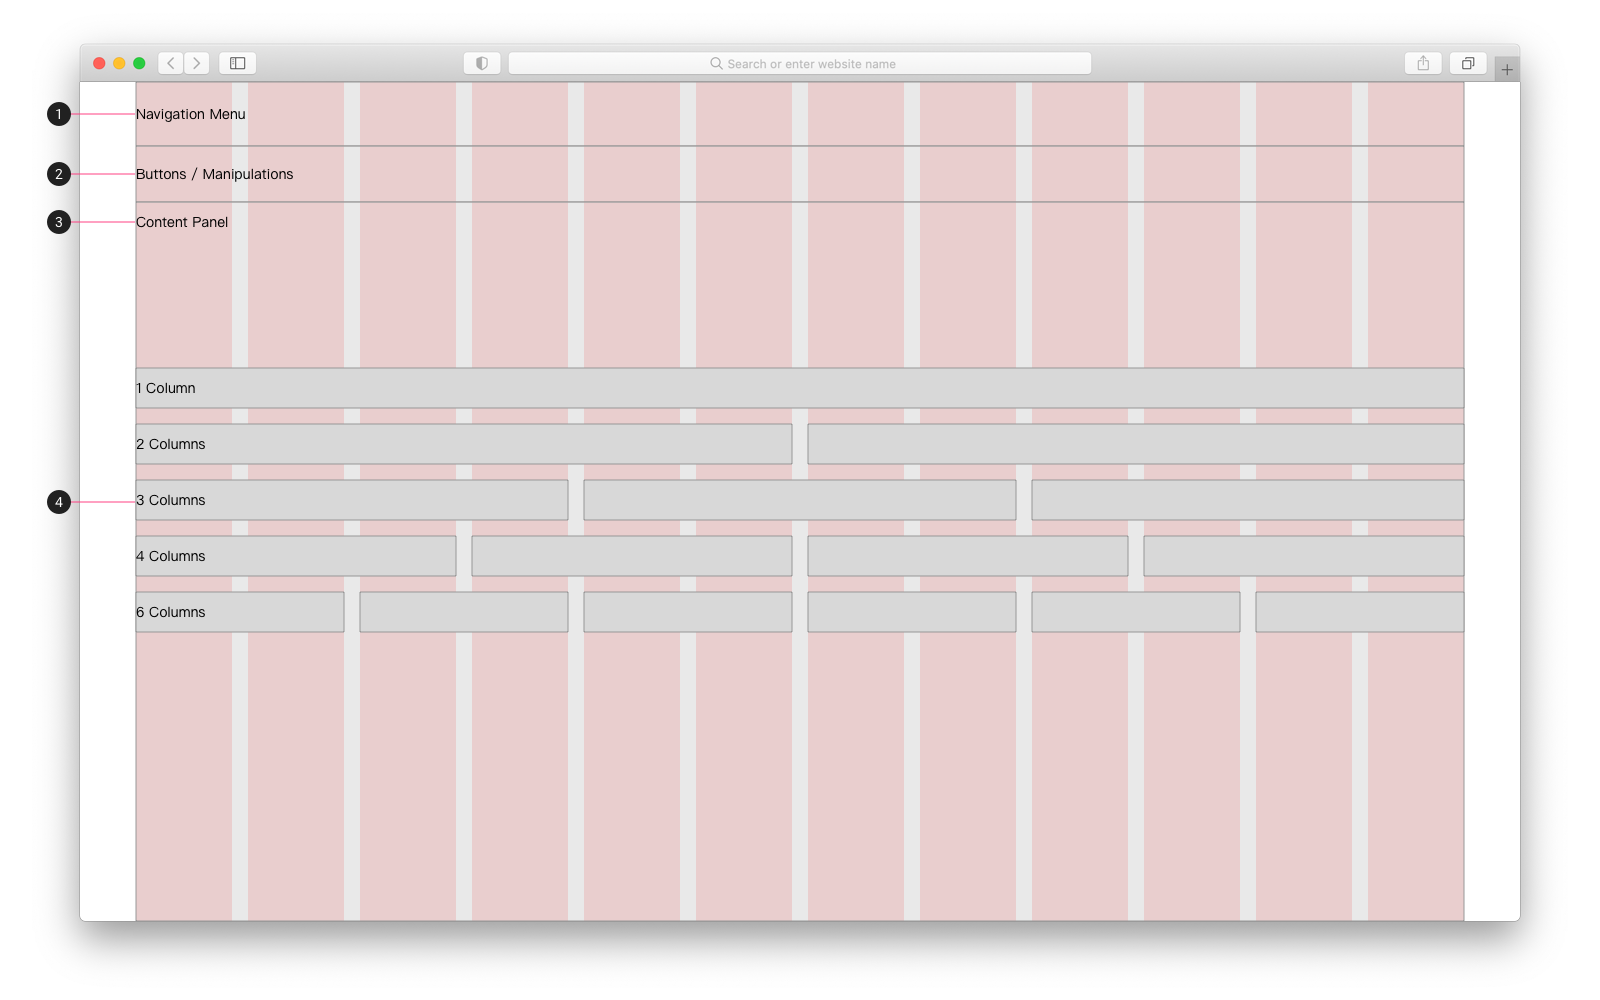 Search or enter website name
1 Navigation Menu
2 Buttons / Manipulations
3 Content Panel
1 Column
2 Columns
4 3 Columns
4 Columns
6 Columns